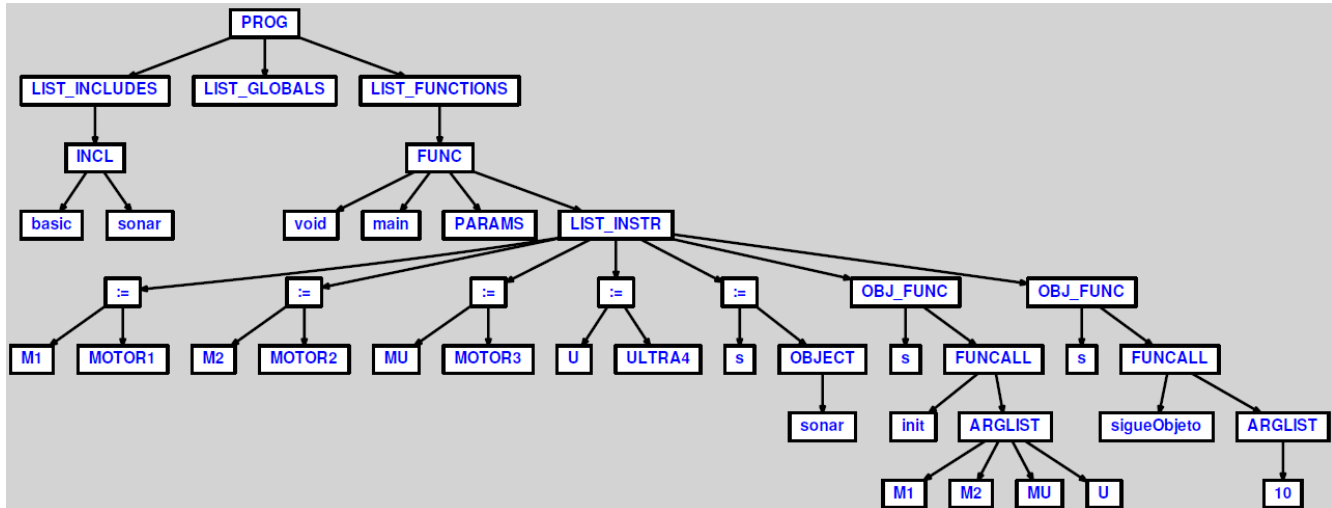 PROG
LIST_INCLUDES LIST_GLOBALS LIST_FUNCTIONS
INCL FUNC
basic sonar void main PARAMS LIST_INSTR
:= := := := := OBJ_FUNC OBJ_FUNC
M1 MOTOR1 M2 MOTOR2 MU MOTOR3 U ULTRA4 s OBJECT s FUNCALL s FUNCALL
sonar init ARGLIST sigueObjeto ARGLIST
M1 M2 MU U 10